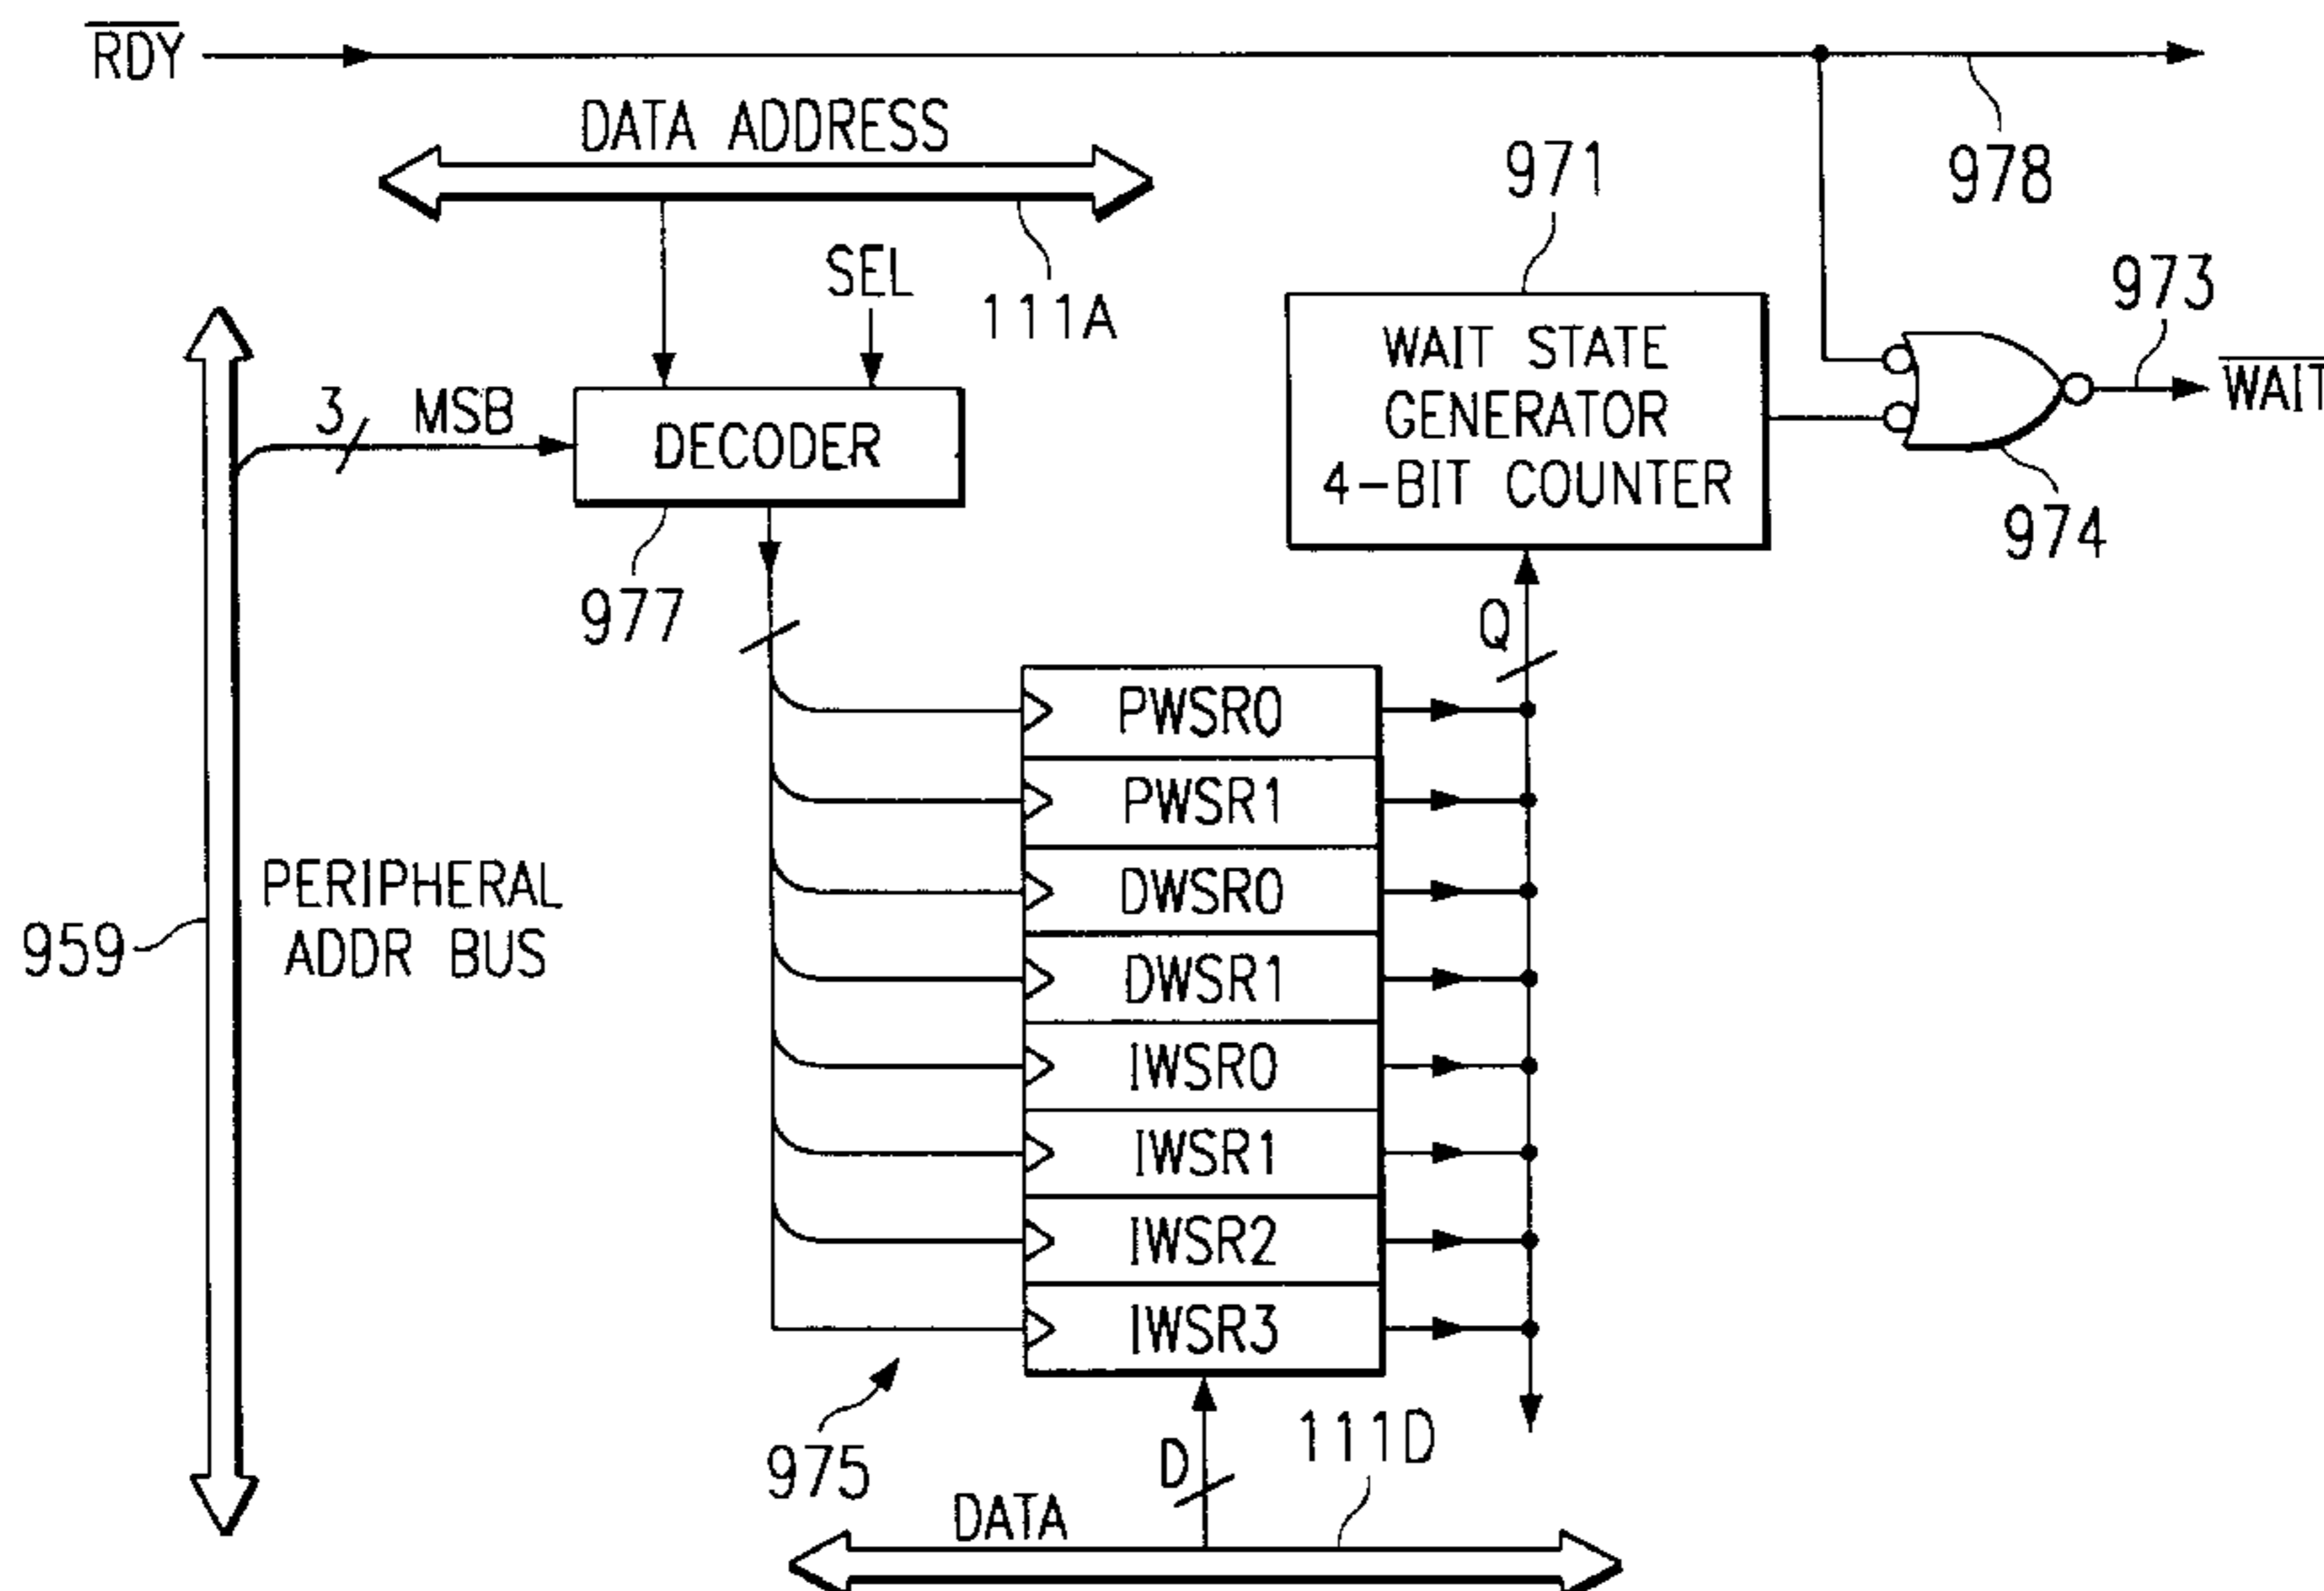 RDY
DATA ADDRESS
971
978
SEL
111A
973
WAIT STATE
GENERATOR
4-BIT COUNTER
WAIT
3
MSB
DECODER
974
977
Q
PWSR0
PWSR1
DWSR0
PERIPHERAL
ADDR BUS
959
DWSR1
IWSR0
IWSR1
IWSR2
IWSR3
975
D
111D
DATA